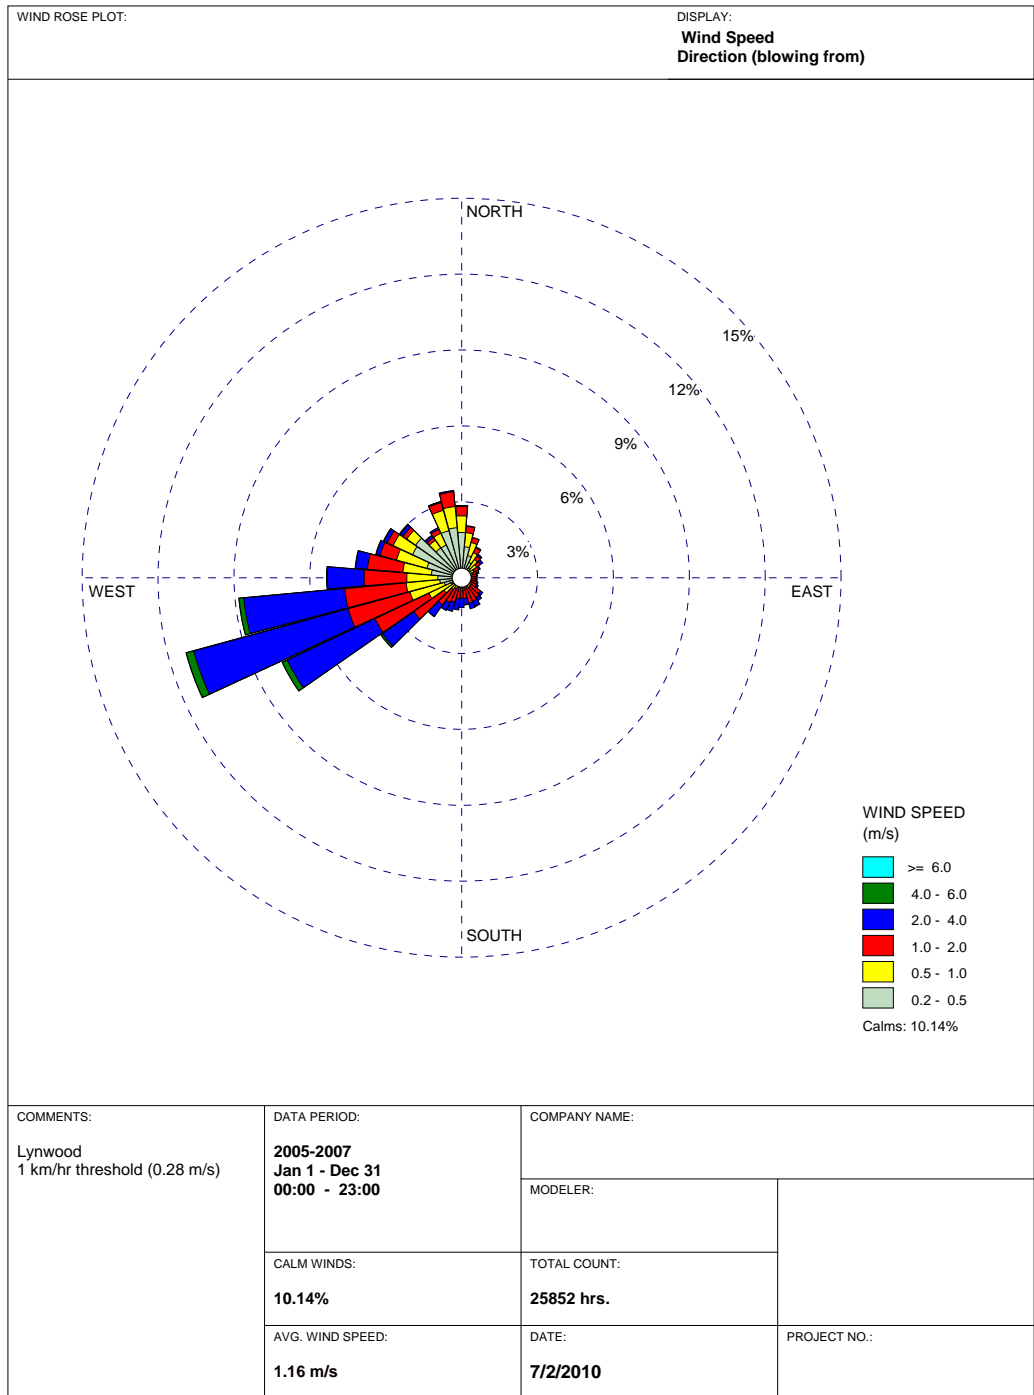 WIND ROSE PLOT:
DISPLAY:
Wind Speed
Direction (blowing from)
NORTH
15%
12%
9%
6%
3%
WEST
EAST
SOUTH
WIND SPEED
(m/s)
>= 6.0
4.0 - 6.0
2.0 - 4.0
1.0 - 2.0
0.5 - 1.0
0.2 - 0.5
Calms: 10.14%
COMMENTS:
Lynwood
1 km/hr threshold (0.28 m/s)
DATA PERIOD:
2005-2007
Jan 1 - Dec 31
00:00 - 23:00
COMPANY NAME:
MODELER:
CALM WINDS:
10.14%
TOTAL COUNT:
25852 hrs.
AVG. WIND SPEED:
1.16 m/s
DATE:
7/2/2010
PROJECT NO.: